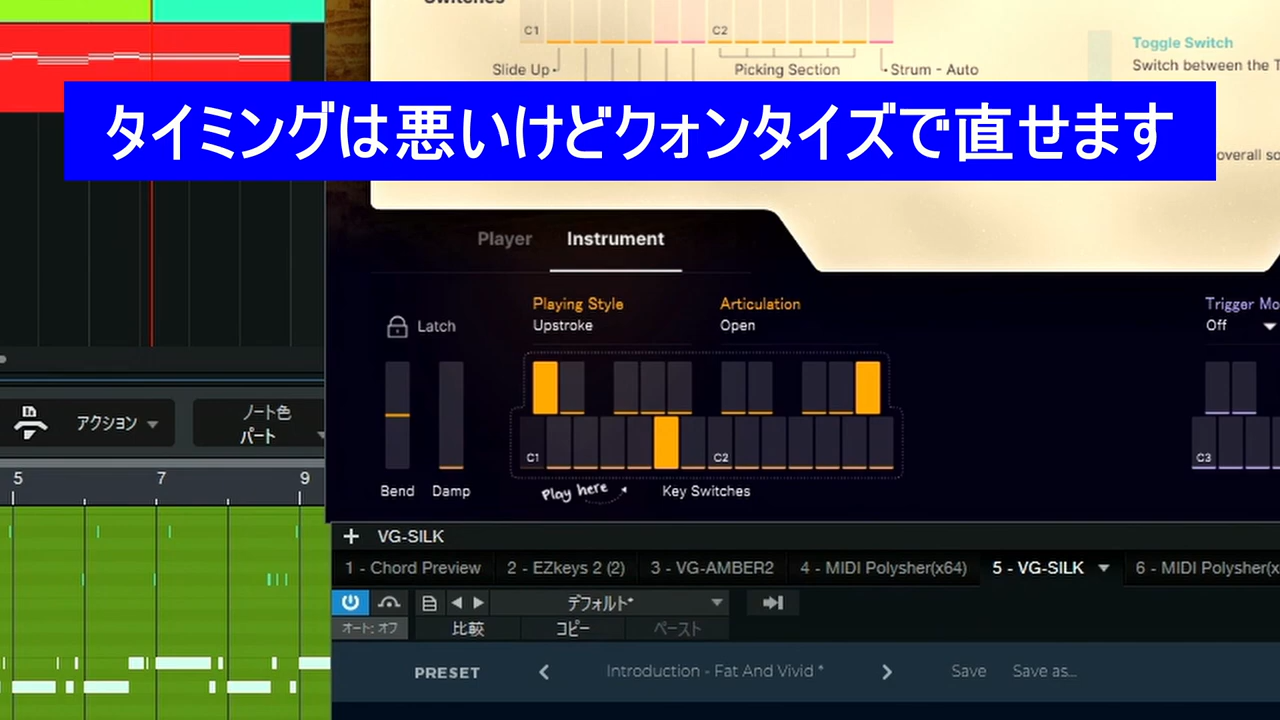 Switches
C1
C2
Slide Up
Picking Section
Strum - Auto
Toggle Switch
Switch between the T
タイミングは悪いけどクォンタイズで直せます
overall so
Player
Instrument
Playing Style
Upstroke
Articulation
Open
Trigger Mo
Off
Latch
アクション
ノート色
パート
C1
C2
C3
5
7
9
Bend
Damp
Play here
Key Switches
VG-SILK
1 - Chord Preview
2 - EZkeys 2 (2)
3 - VG-AMBER2
4 - MIDI Polysher(x64)
5 - VG-SILK
6 - MIDI Polysher(x
デフォルト*
オート: オフ
比較
コピー
ペースト
PRESET
Introduction - Fat And Vivid *
Save
Save as...